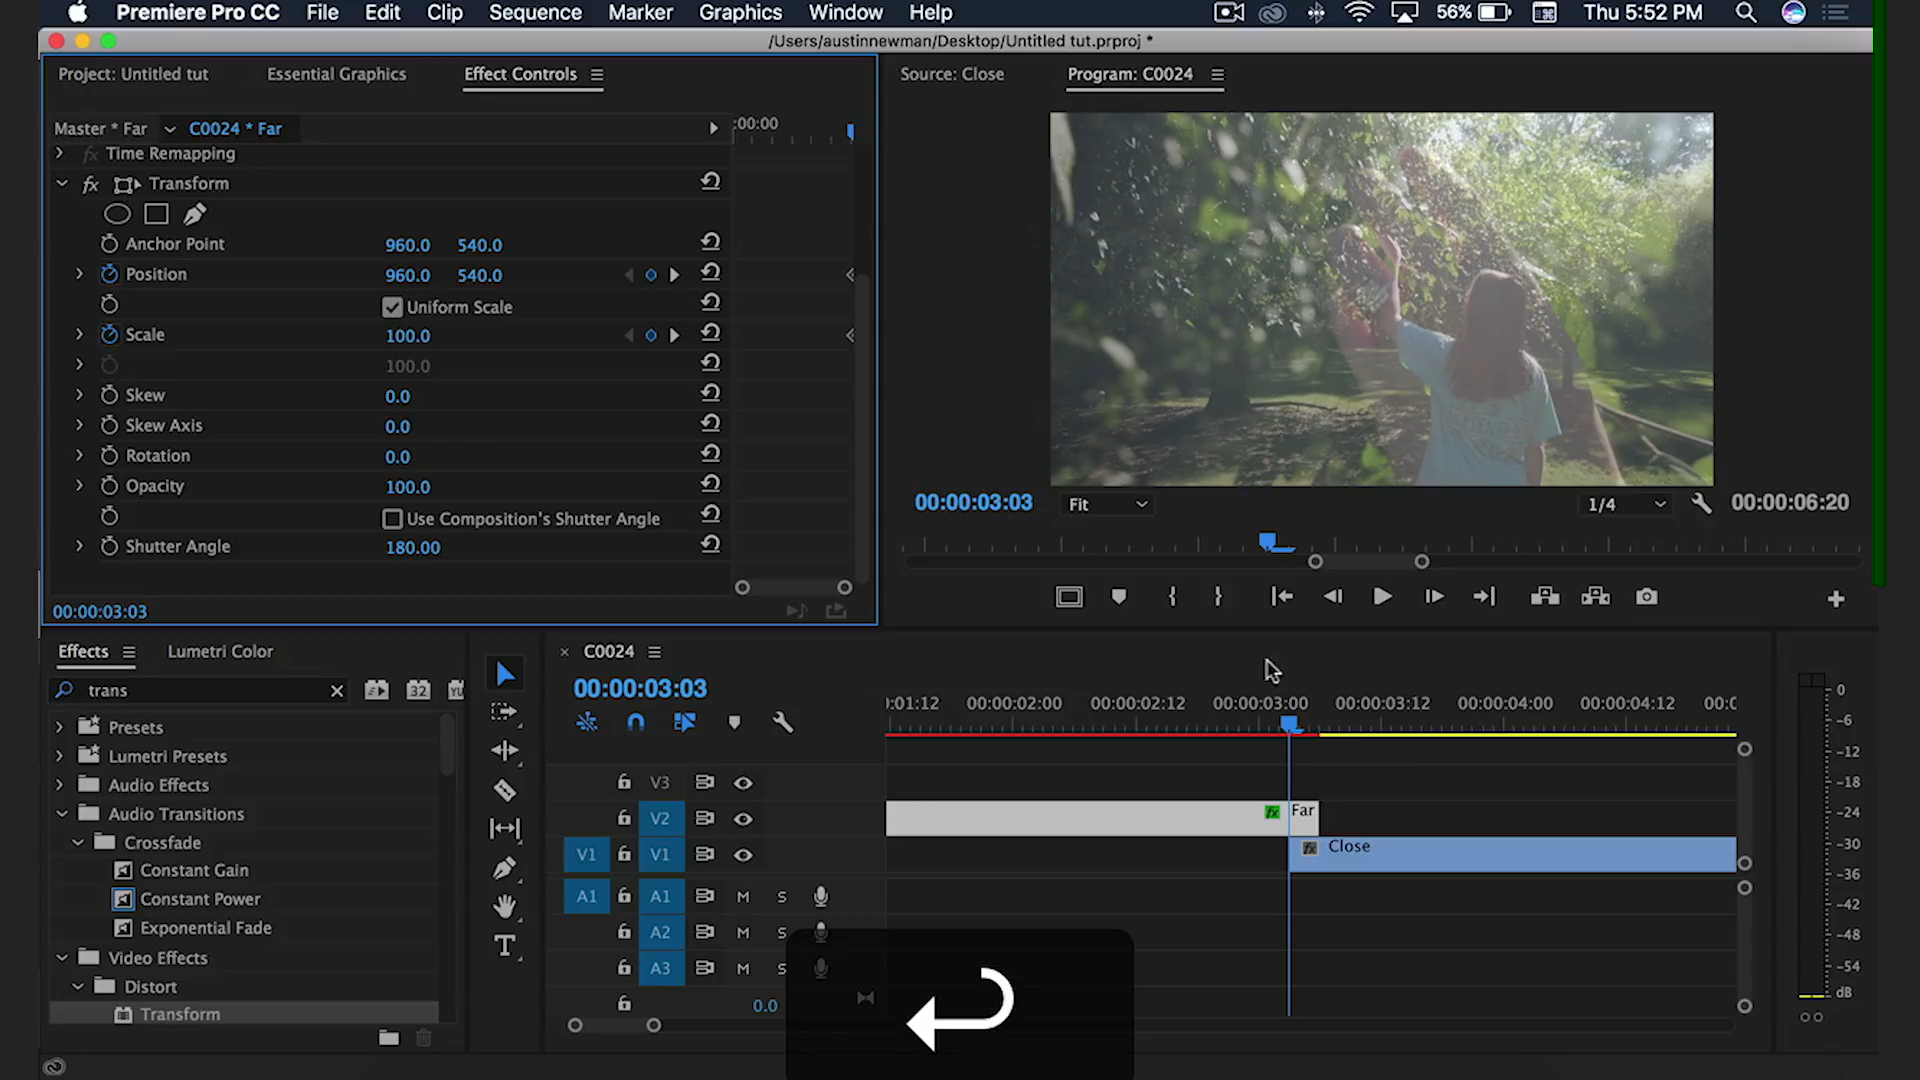 Premiere Pro CC File Edit Clip Sequence Marker Graphics Window Help 56% Thu 5:52 PM
/Users/austinnewman/Desktop/Untitled tut.prproj *
Project: Untitled tut Essential Graphics Effect Controls
Source: Close Program: C0024
Master * Far C0024 * Far :00:00
fx Time Remapping
fx Transform
Anchor Point 960.0 540.0
Position 960.0 540.0
Uniform Scale
Scale 100.0
100.0
Skew 0.0
Skew Axis 0.0
Rotation 0.0
Opacity 100.0
Use Composition's Shutter Angle
Shutter Angle 180.00
00:00:03:03
00:00:03:03 Fit 1/4 00:00:06:20
Effects Lumetri Color
trans 32
Presets
Lumetri Presets
Audio Effects
Audio Transitions
Crossfade
Constant Gain
Constant Power
Exponential Fade
Video Effects
Distort
Transform
C0024
00:00:03:03
:01:12 00:00:02:00 00:00:02:12 00:00:03:00 00:00:03:12 00:00:04:00 00:00:04:12 00:0
V3
V2 fx Far
V1 V1 fx Close
A1 A1 M S
A2 M S
A3 M S
0.0
0
-6
-12
-18
-24
-30
-36
-42
-48
-54
dB